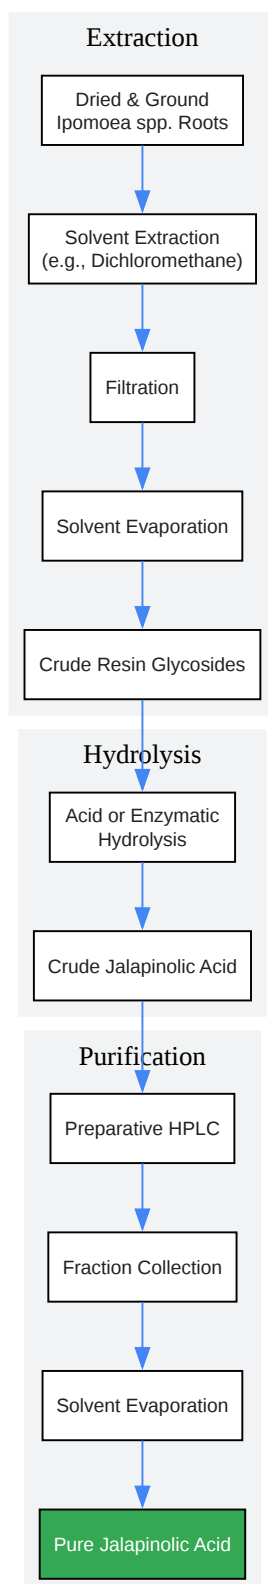 Extraction
Dried & Ground
Ipomoea spp. Roots
Solvent Extraction
(e.g., Dichloromethane)
Filtration
Solvent Evaporation
Crude Resin Glycosides
Hydrolysis
Acid or Enzymatic
Hydrolysis
Crude Jalapinolic Acid
Purification
Preparative HPLC
Fraction Collection
Solvent Evaporation
Pure Jalapinolic Acid